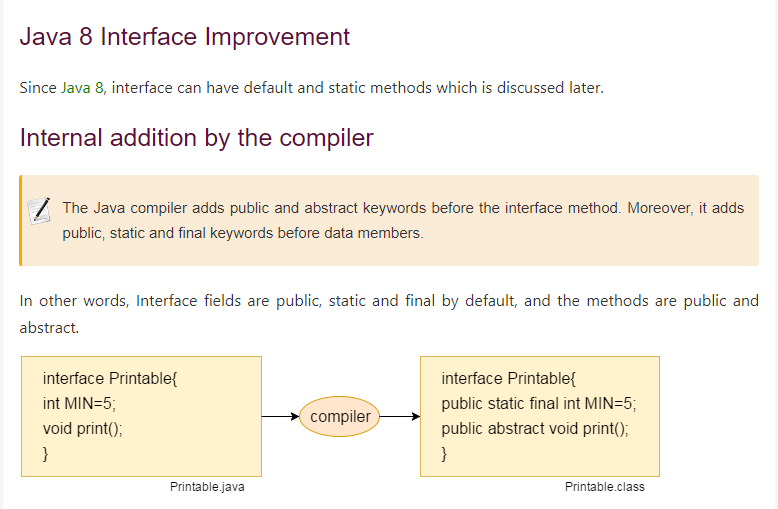 Java 8 Interface Improvement
Since Java 8, interface can have default and static methods which is discussed later.
Internal addition by the compiler
The Java compiler adds public and abstract keywords before the interface method. Moreover, it adds
public, static and final keywords before data members.
In other words, Interface fields are public, static and final by default, and the methods are public and
abstract.
interface Printable{
int MIN=5;
void print();
}
Printable.java
compiler
interface Printable{
public static final int MIN=5;
public abstract void print();
}
Printable.class